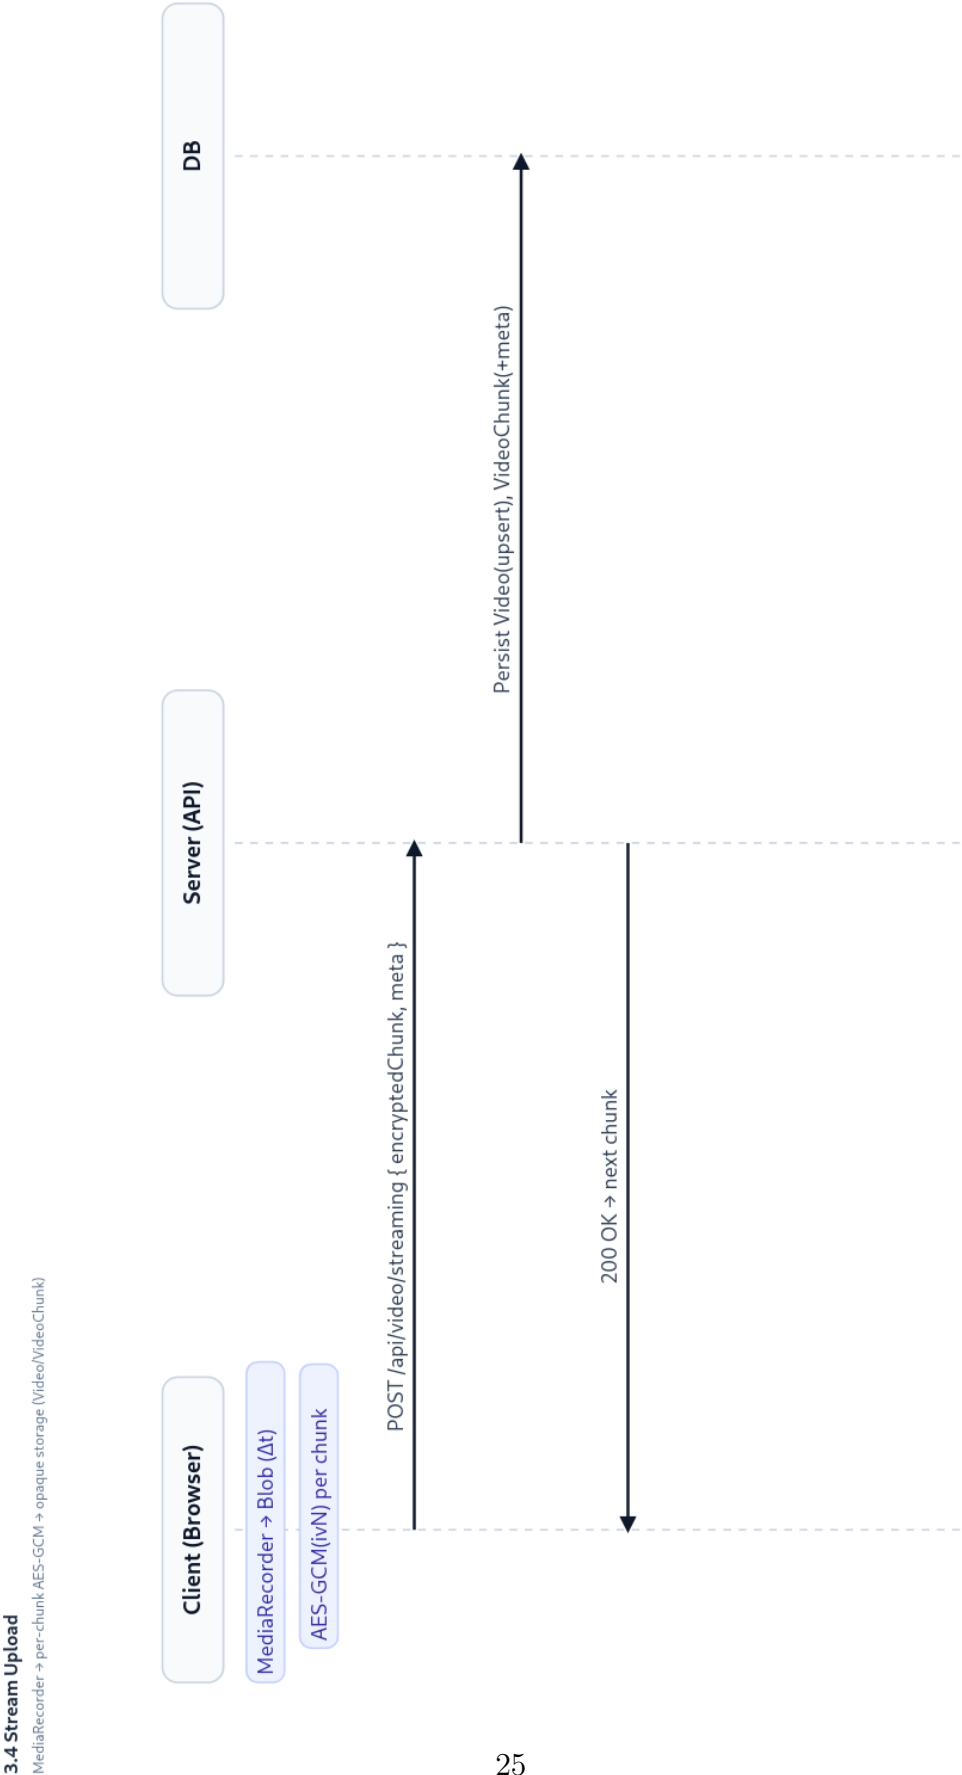 3.4 Stream Upload
MediaRecorder → per-chunk AES-GCM → opaque storage (Video/VideoChunk)
Client (Browser)
Server (API)
DB
MediaRecorder → Blob (Δt)
AES-GCM(ivN) per chunk
POST /api/video/streaming { encryptedChunk, meta }
Persist Video(upsert), VideoChunk(+meta)
200 OK → next chunk
25